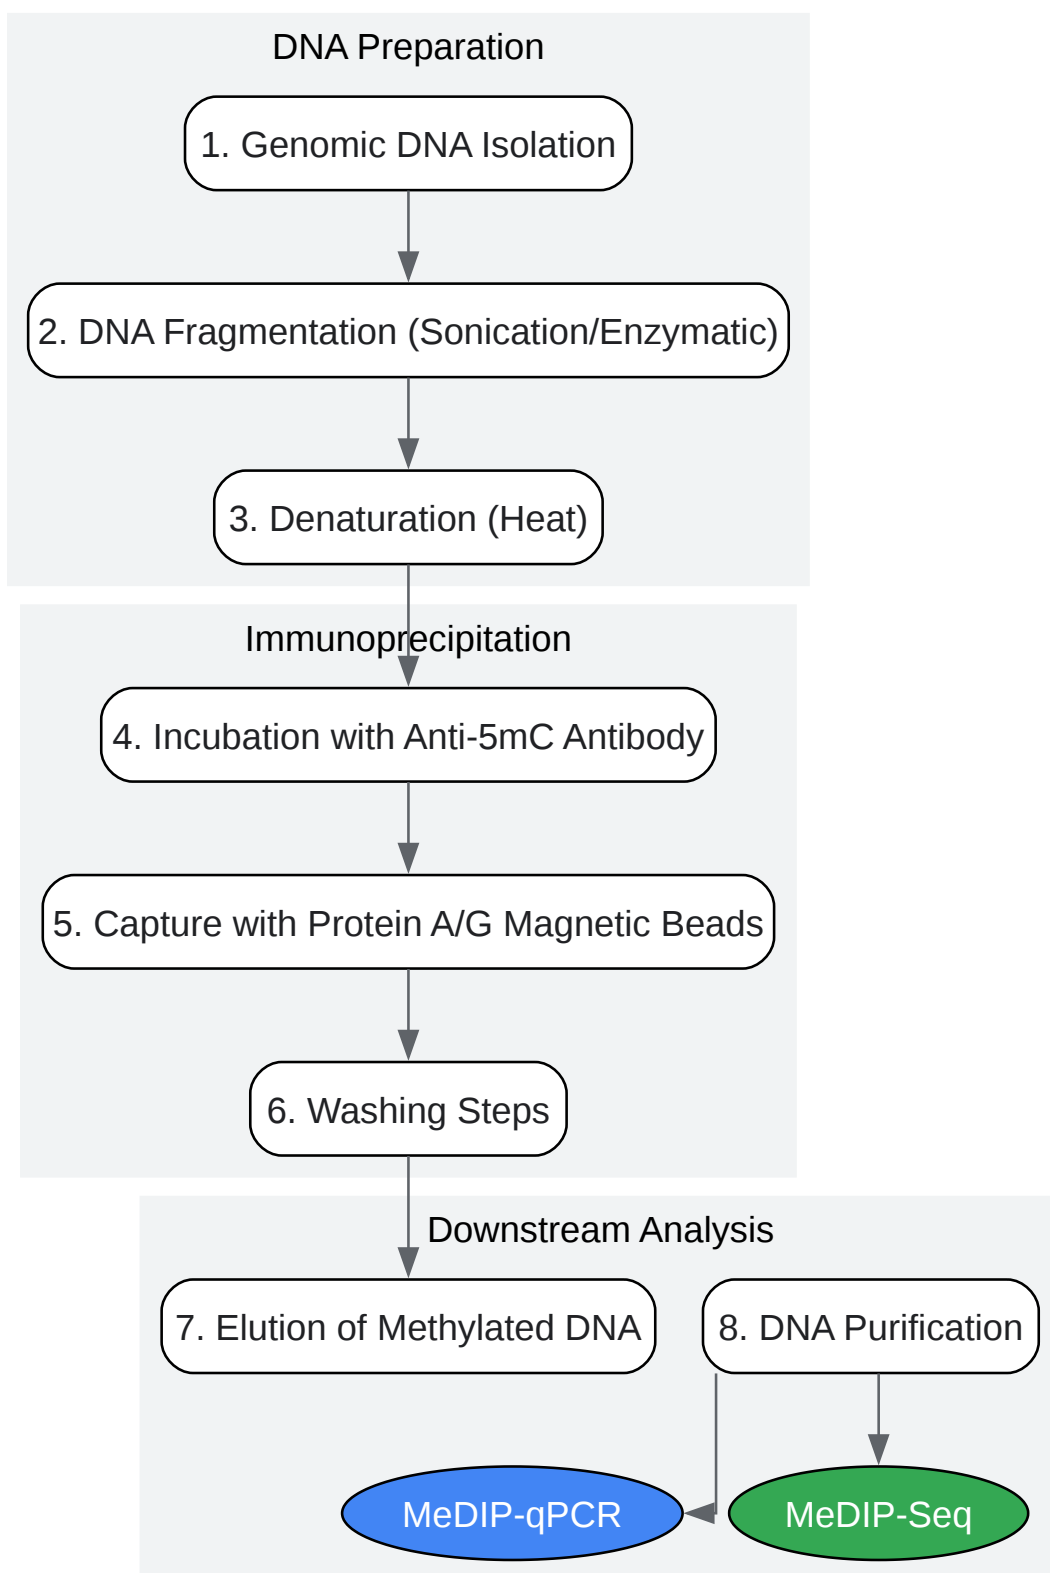 DNA Preparation
1. Genomic DNA Isolation
2. DNA Fragmentation (Sonication/Enzymatic)
3. Denaturation (Heat)
Immunoprecipitation
4. Incubation with Anti-5mC Antibody
5. Capture with Protein A/G Magnetic Beads
6. Washing Steps
Downstream Analysis
7. Elution of Methylated DNA
8. DNA Purification
MeDIP-qPCR
MeDIP-Seq